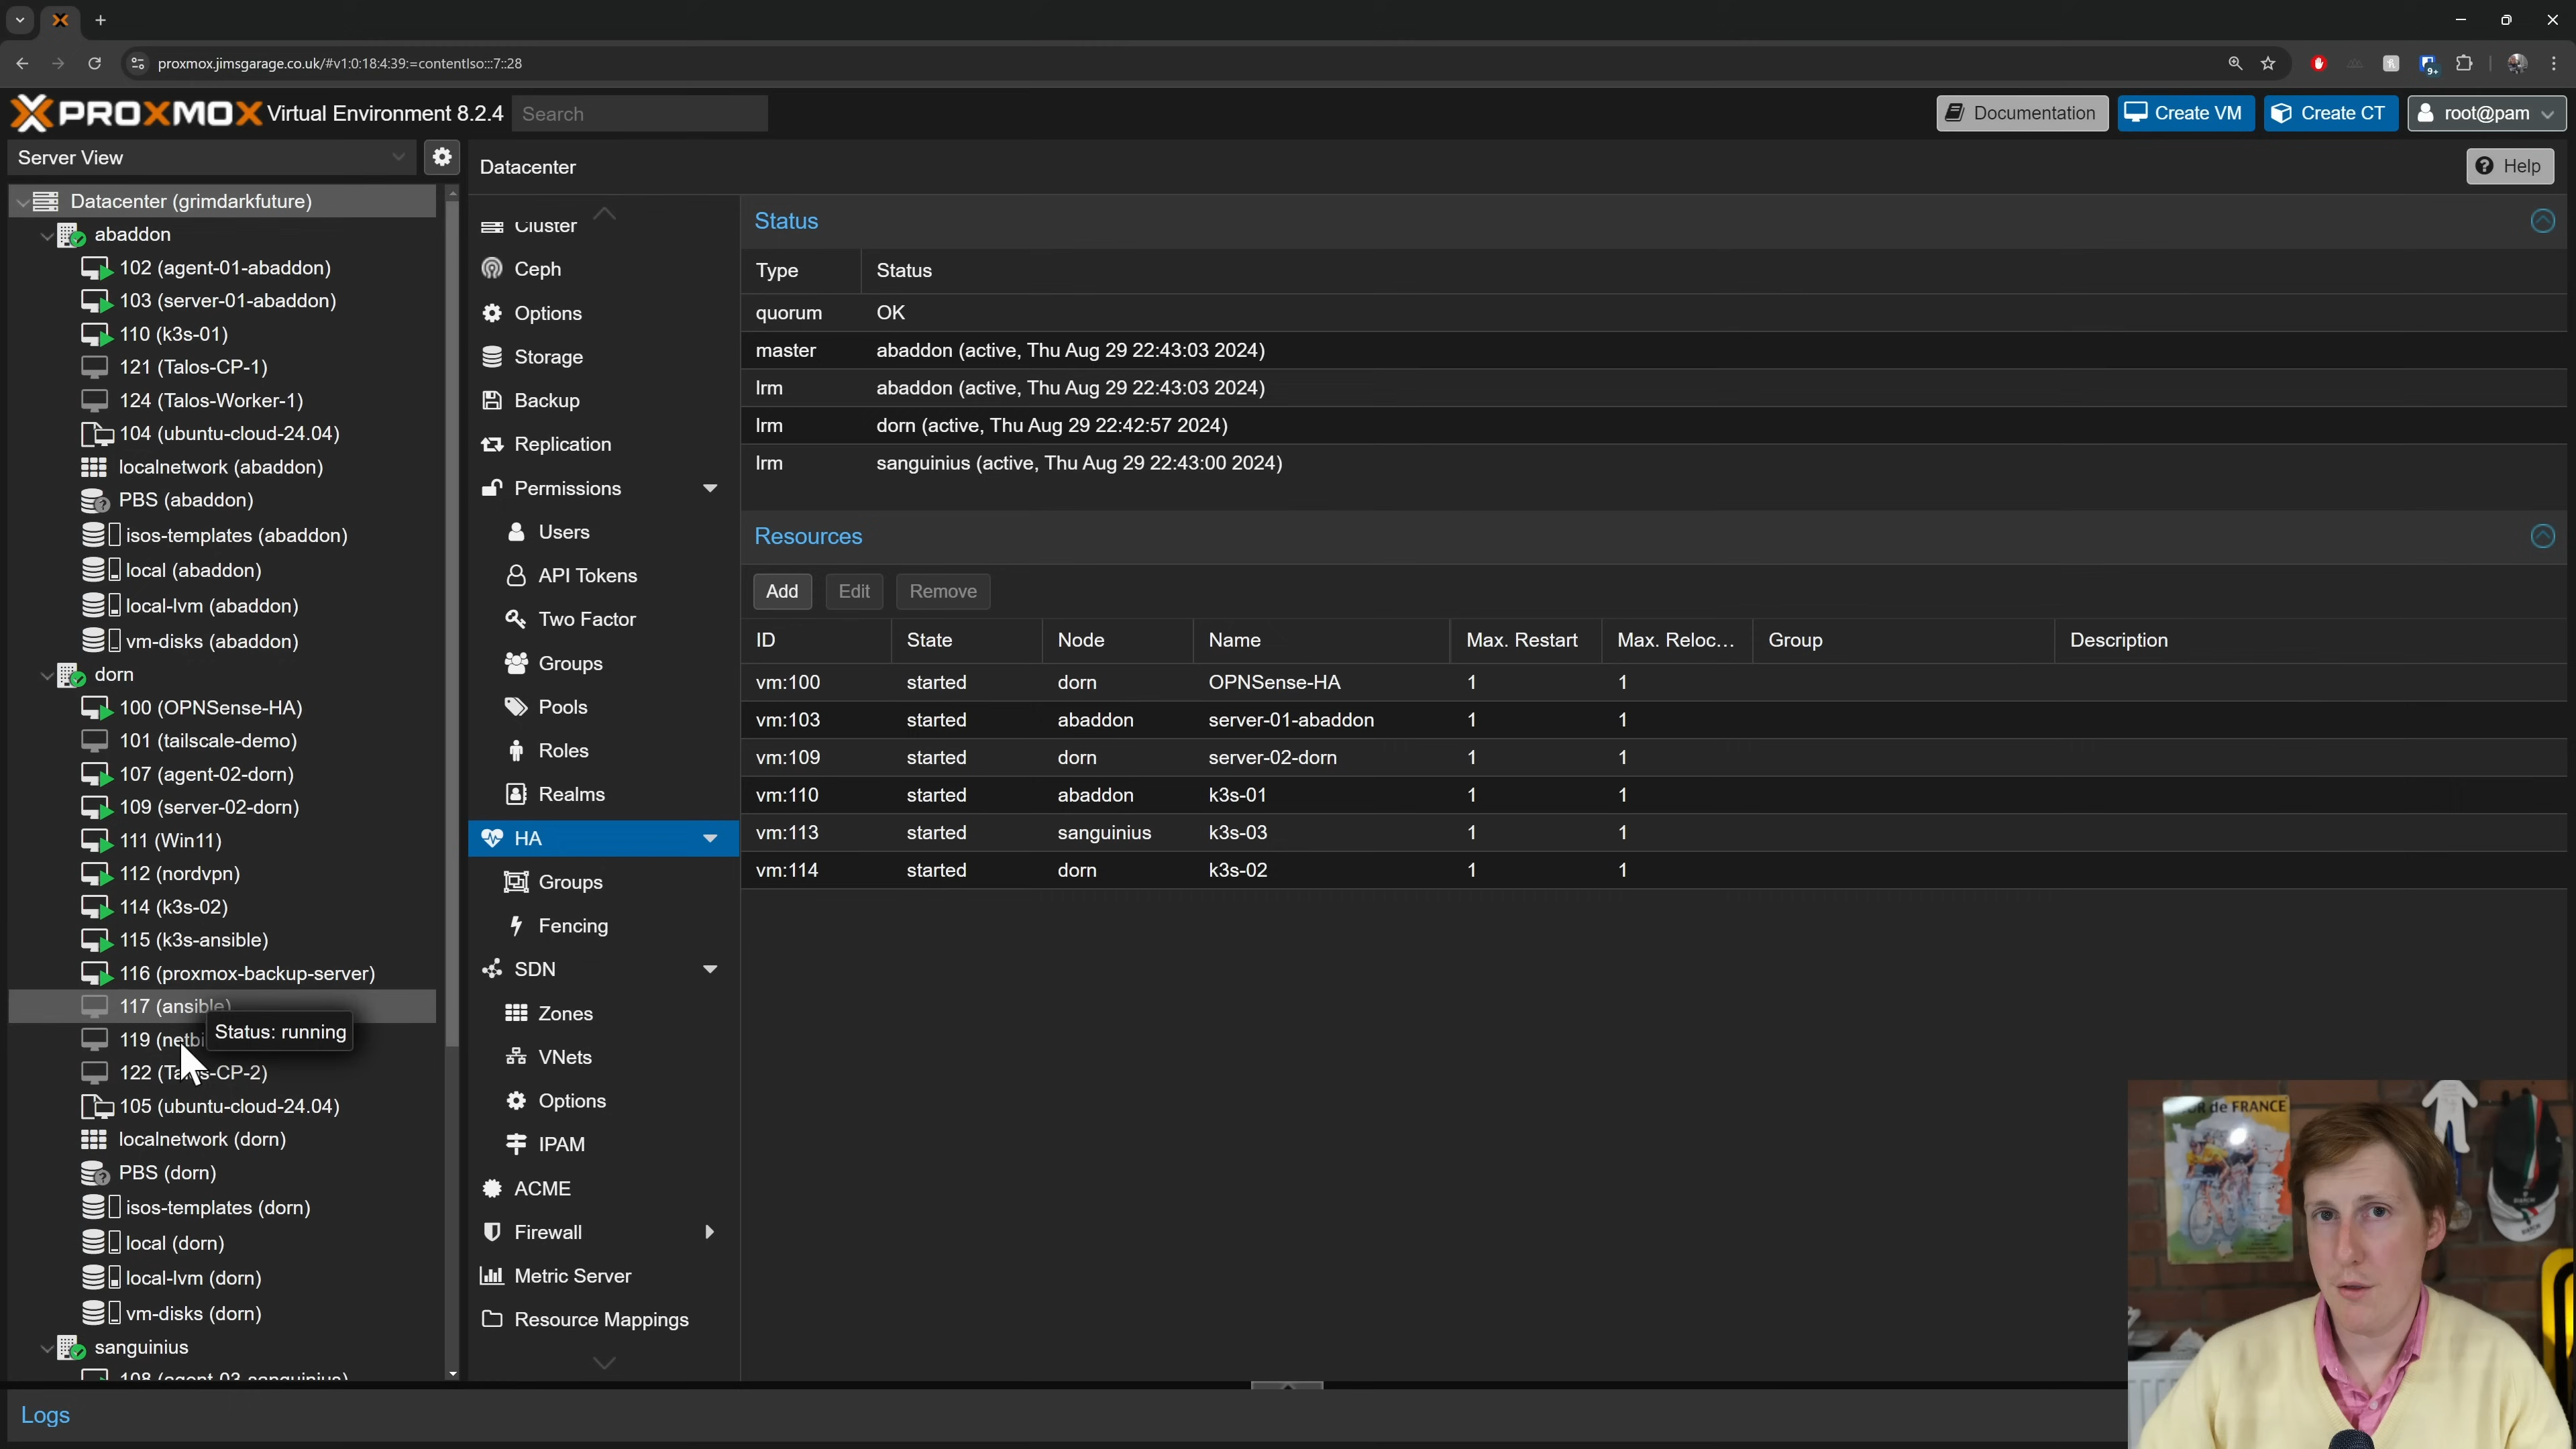 proxmox.jimsgarage.co.uk/#v1:0:18:4:39:=contentIso:::7::28
9+
PROXMOX Virtual Environment 8.2.4
Search
Documentation
Create VM
Create CT
root@pam
Server View
Datacenter
Help
Datacenter (grimdarkfuture)
abaddon
102 (agent-01-abaddon)
103 (server-01-abaddon)
110 (k3s-01)
121 (Talos-CP-1)
124 (Talos-Worker-1)
104 (ubuntu-cloud-24.04)
localnetwork (abaddon)
PBS (abaddon)
isos-templates (abaddon)
local (abaddon)
local-lvm (abaddon)
vm-disks (abaddon)
dorn
100 (OPNSense-HA)
101 (tailscale-demo)
107 (agent-02-dorn)
109 (server-02-dorn)
111 (Win11)
112 (nordvpn)
114 (k3s-02)
115 (k3s-ansible)
116 (proxmox-backup-server)
117 (ansible)
Status: running
119
122
-CP-2)
105 (ubuntu-cloud-24.04)
localnetwork (dorn)
PBS (dorn)
isos-templates (dorn)
local (dorn)
local-lvm (dorn)
vm-disks (dorn)
sanguinius
108 (agent-03-sanguinius)
Cluster
Ceph
Options
Storage
Backup
Replication
Permissions
Users
API Tokens
Two Factor
Groups
Pools
Roles
Realms
HA
Groups
Fencing
SDN
Zones
VNets
Options
IPAM
ACME
Firewall
Metric Server
Resource Mappings
Status
Type Status
quorum OK
master abaddon (active, Thu Aug 29 22:43:03 2024)
lrm abaddon (active, Thu Aug 29 22:43:03 2024)
lrm dorn (active, Thu Aug 29 22:42:57 2024)
lrm sanguinius (active, Thu Aug 29 22:43:00 2024)
Resources
Add Edit Remove
ID State Node Name Max. Restart Max. Reloc... Group Description
vm:100 started dorn OPNSense-HA 1 1
vm:103 started abaddon server-01-abaddon 1 1
vm:109 started dorn server-02-dorn 1 1
vm:110 started abaddon k3s-01 1 1
vm:113 started sanguinius k3s-03 1 1
vm:114 started dorn k3s-02 1 1
Logs
de FRANCE